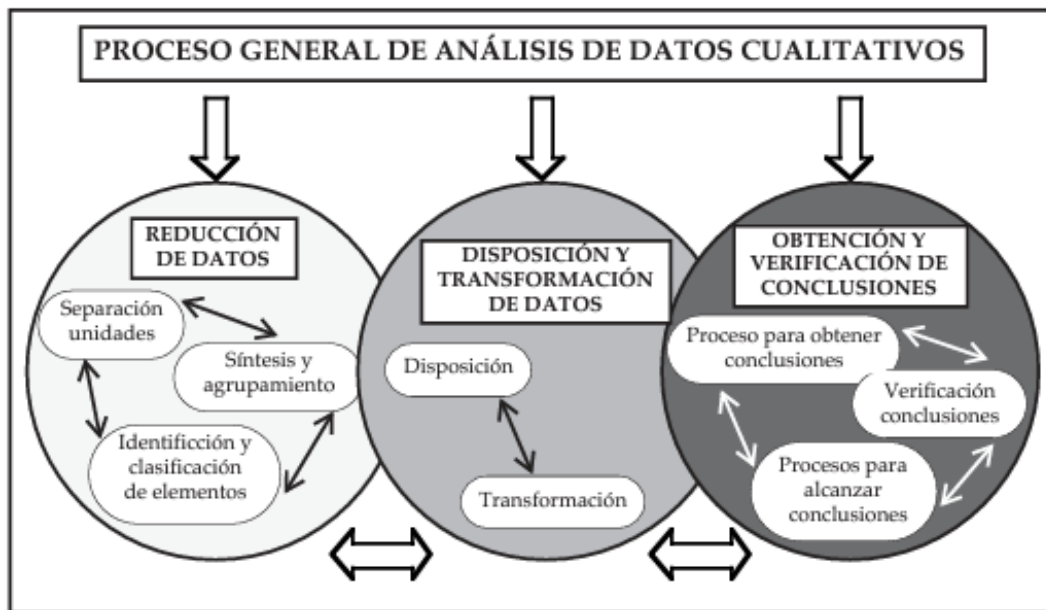 PROCESO GENERAL DE ANÁLISIS DE DATOS CUALITATIVOS
REDUCCIÓN
DE DATOS
Separación
unidades
Síntesis y
agrupamiento
Identificción y
clasificación
de elementos
DISPOSICIÓN Y
TRANSFORMACIÓN
DE DATOS
Disposición
Transformación
OBTENCIÓN Y
VERIFICACIÓN DE
CONCLUSIONES
Proceso para obtener
conclusiones
Verificación
conclusiones
Procesos para
alcanzar
conclusiones